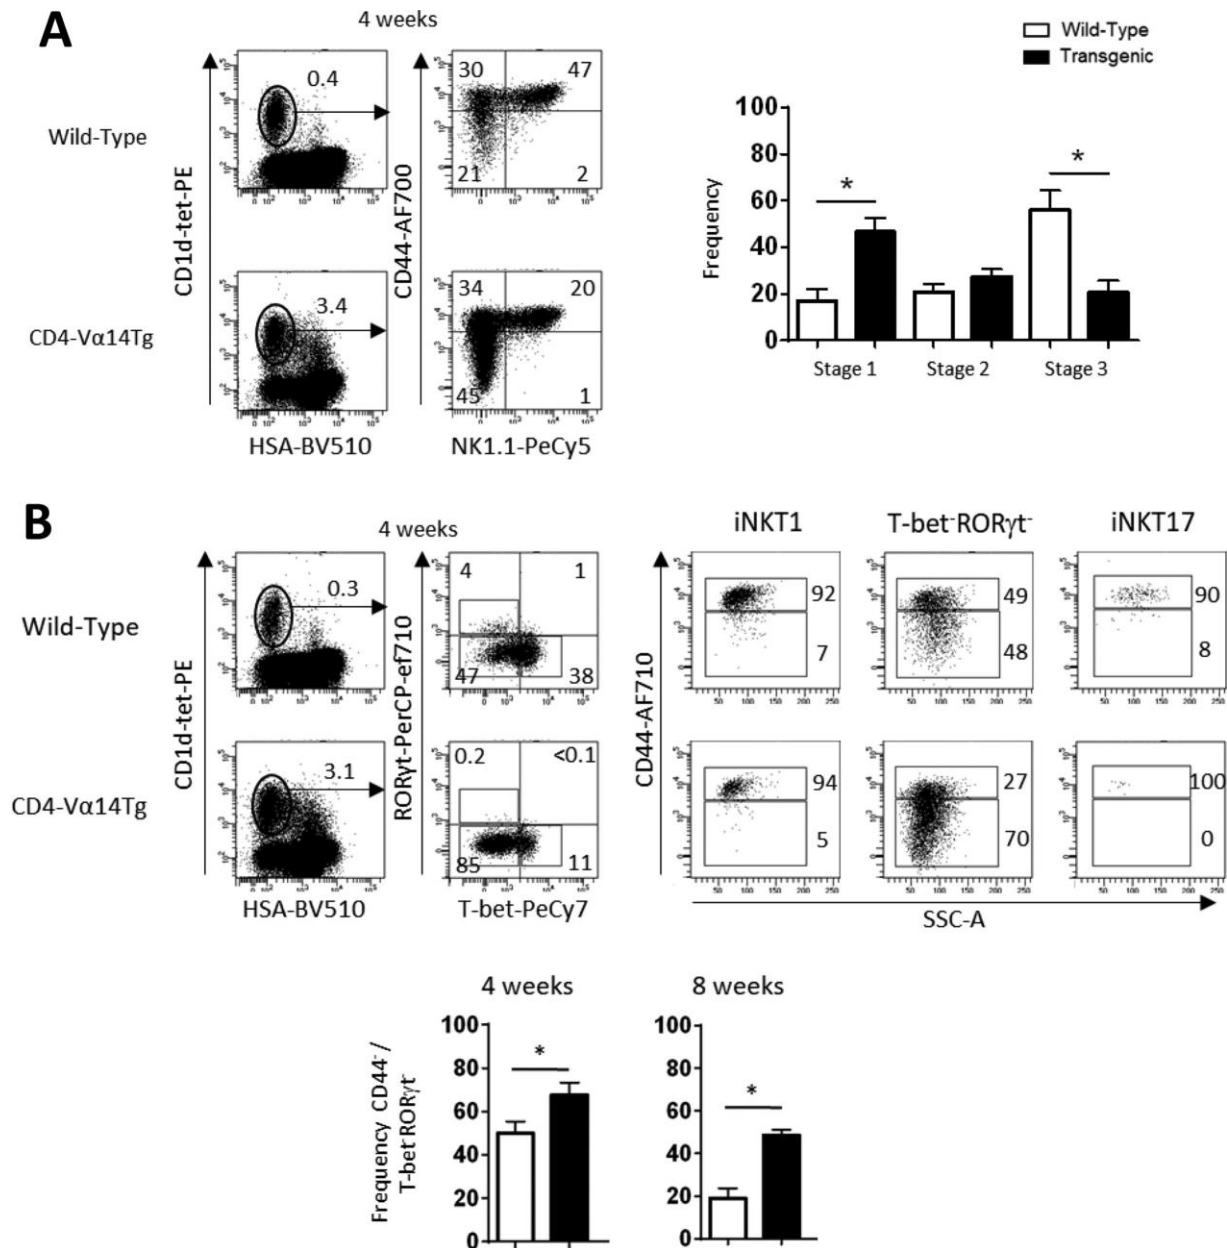 A
4 weeks
Wild-Type
Transgenic
Wild-Type
CD4-Vα14Tg
CD1d-tet-PE
0.4
3.4
HSA-BV510
CD44-AF700
30 47
21 2
34 20
45 1
NK1.1-PeCy5
Frequency
100
80
60
40
20
0
* *
Stage 1 Stage 2 Stage 3
B
4 weeks
Wild-Type
CD4-Vα14Tg
CD1d-tet-PE
0.3
3.1
HSA-BV510
RORγt-PerCP-ef710
4 1
47 38
0.2 <0.1
85 11
T-bet-PeCy7
iNKT1 T-bet⁻RORγt⁻ iNKT17
CD44-AF710
92 49 90
7 48 8
94 27 100
5 70 0
SSC-A
4 weeks 8 weeks
Frequency CD44⁻/
T-bet⁻RORγt⁻
100
80
60
40
20
0
*
100
80
60
40
20
0
*